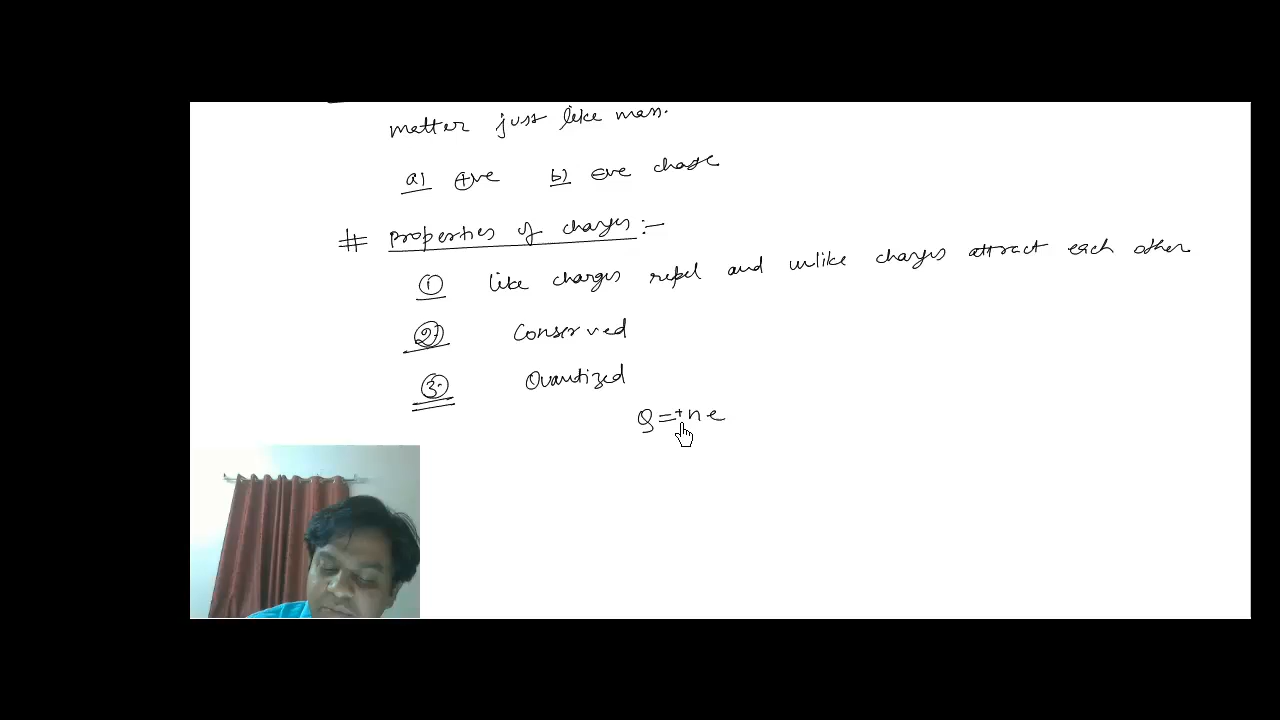 matter just like mass.
a) ⊕ve b) ⊖ve charge
# properties of charges :-
① like charges repel and unlike charges attract each other
② Conserved
③ Quantized
Q = +ne